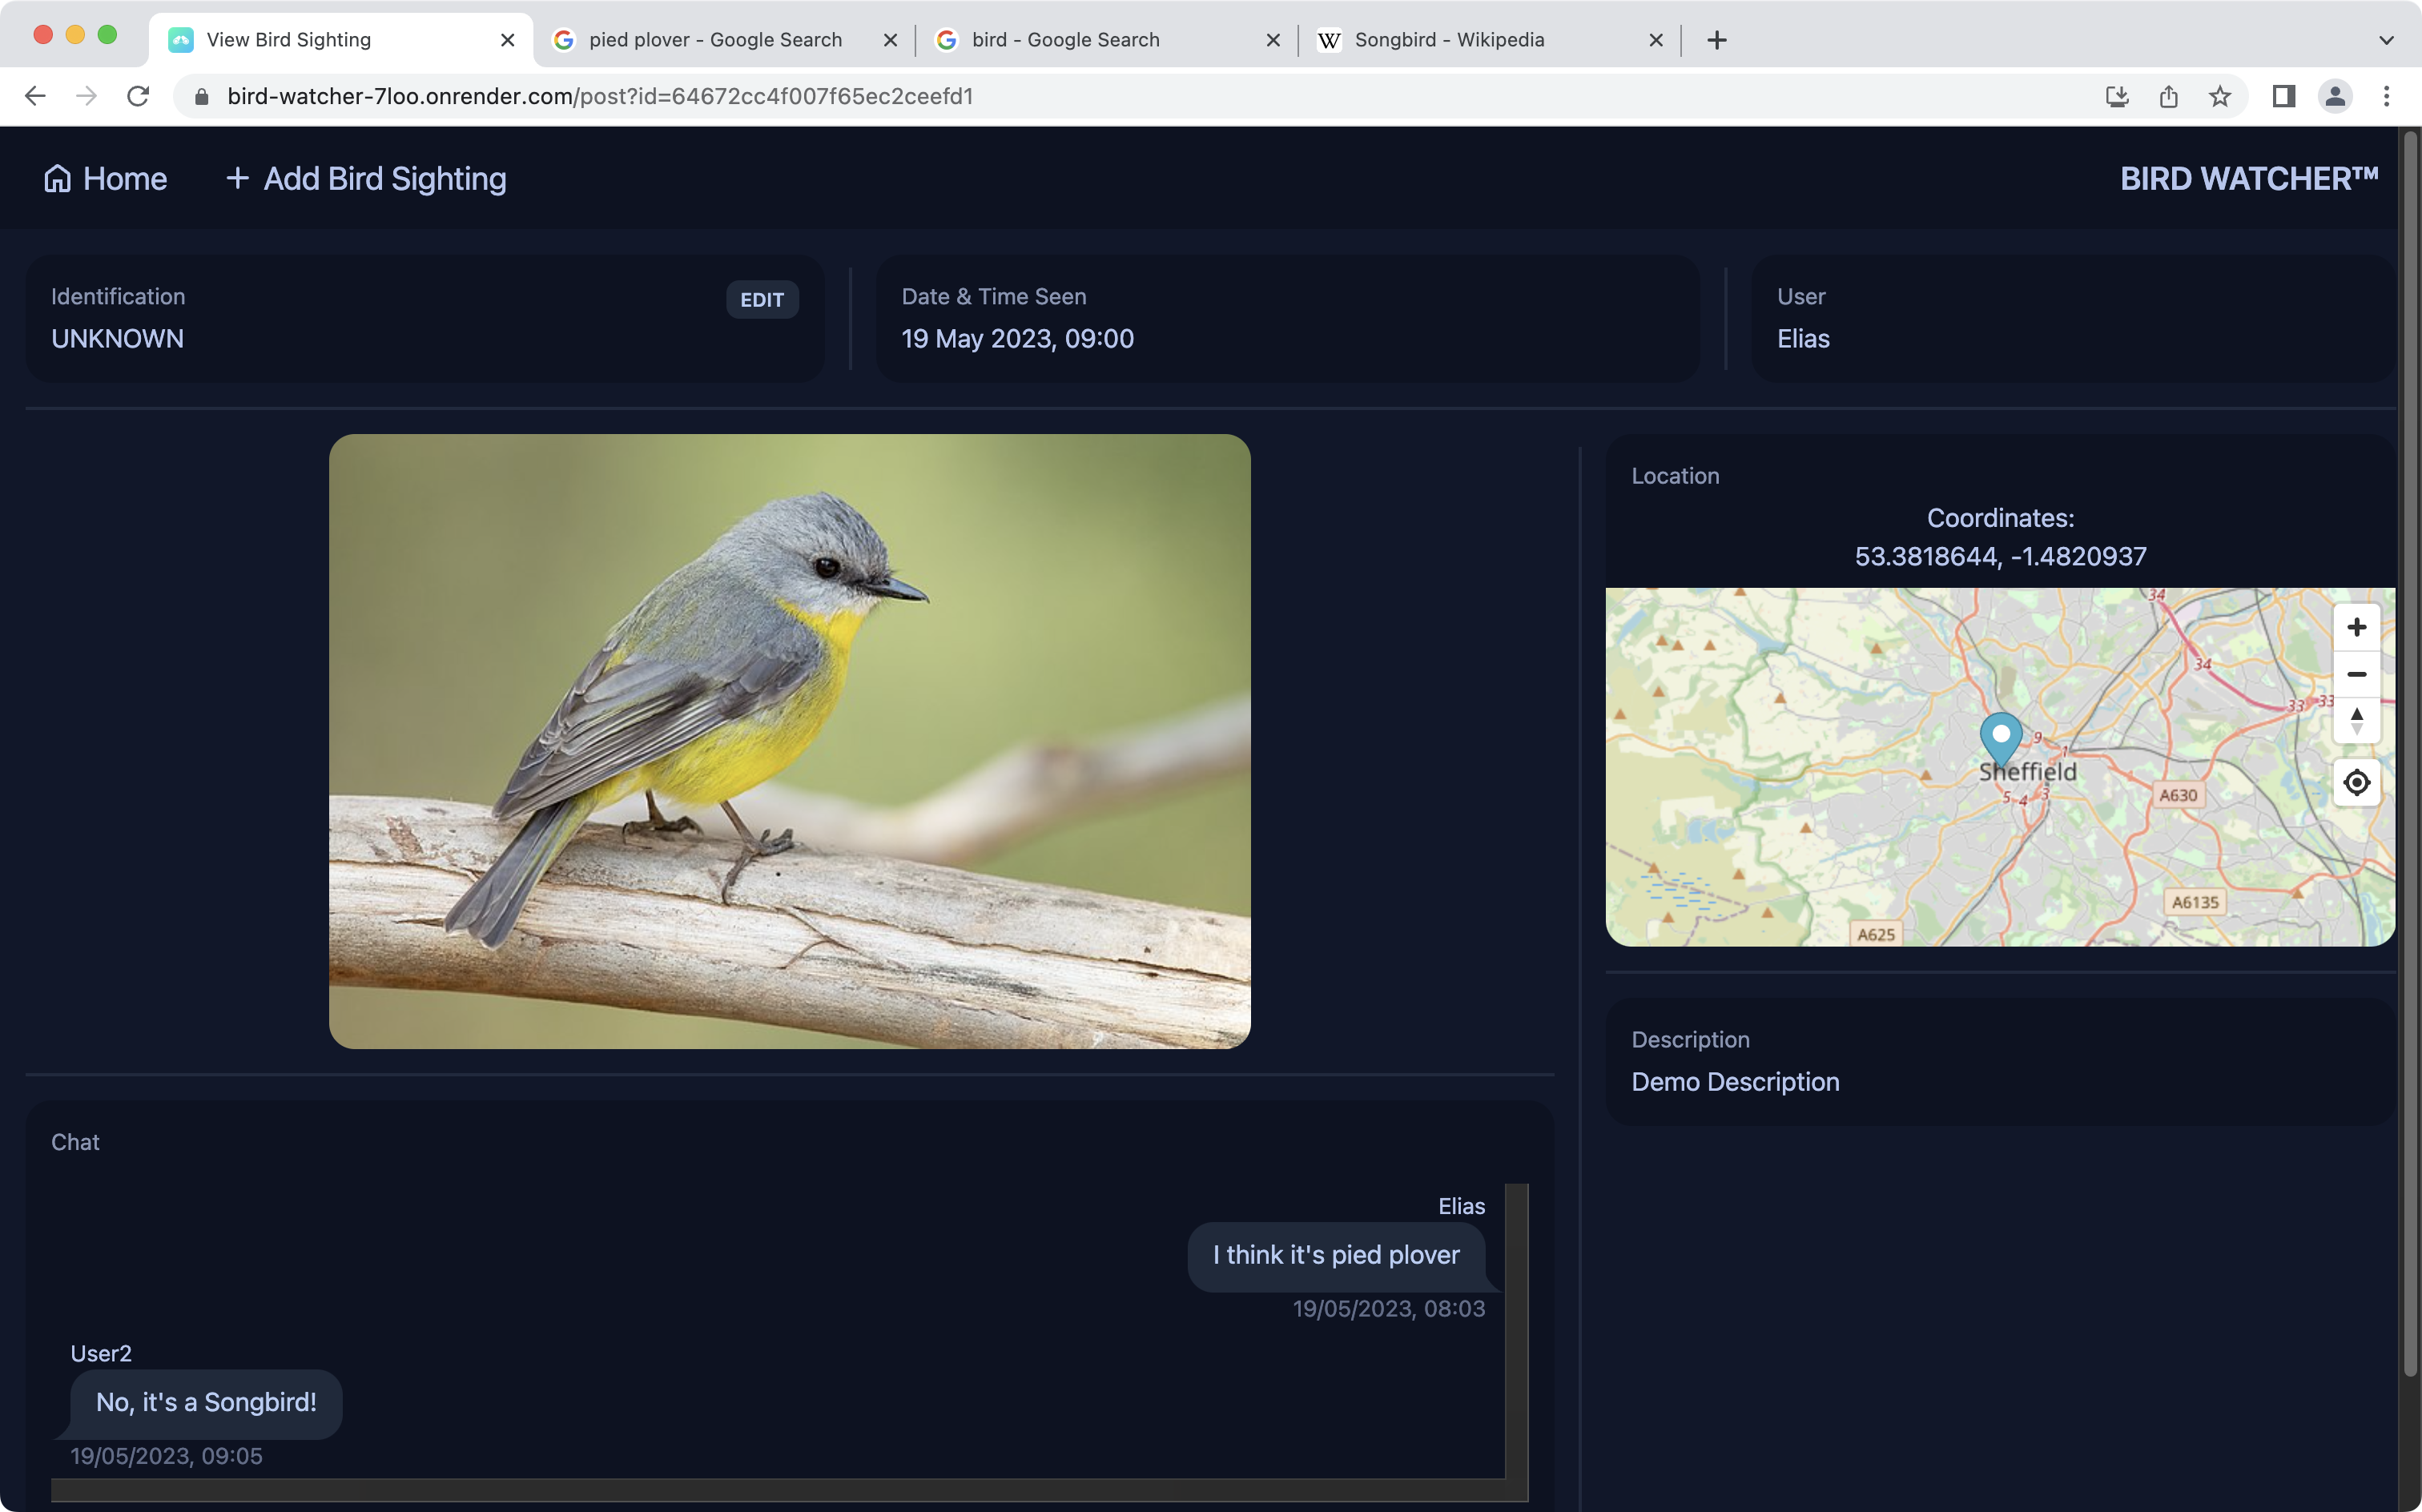 View Bird Sighting
pied plover - Google Search
bird - Google Search
Songbird - Wikipedia
bird-watcher-7loo.onrender.com/post?id=64672cc4f007f65ec2ceefd1
Home
Add Bird Sighting
BIRD WATCHER™
Identification
EDIT
UNKNOWN
Date & Time Seen
19 May 2023, 09:00
User
Elias
Location
Coordinates:
53.3818644, -1.4820937
34
34
33
33
9
1
Sheffield
5
4
3
A630
A6135
A625
Description
Demo Description
Chat
Elias
I think it's pied plover
19/05/2023, 08:03
User2
No, it's a Songbird!
19/05/2023, 09:05